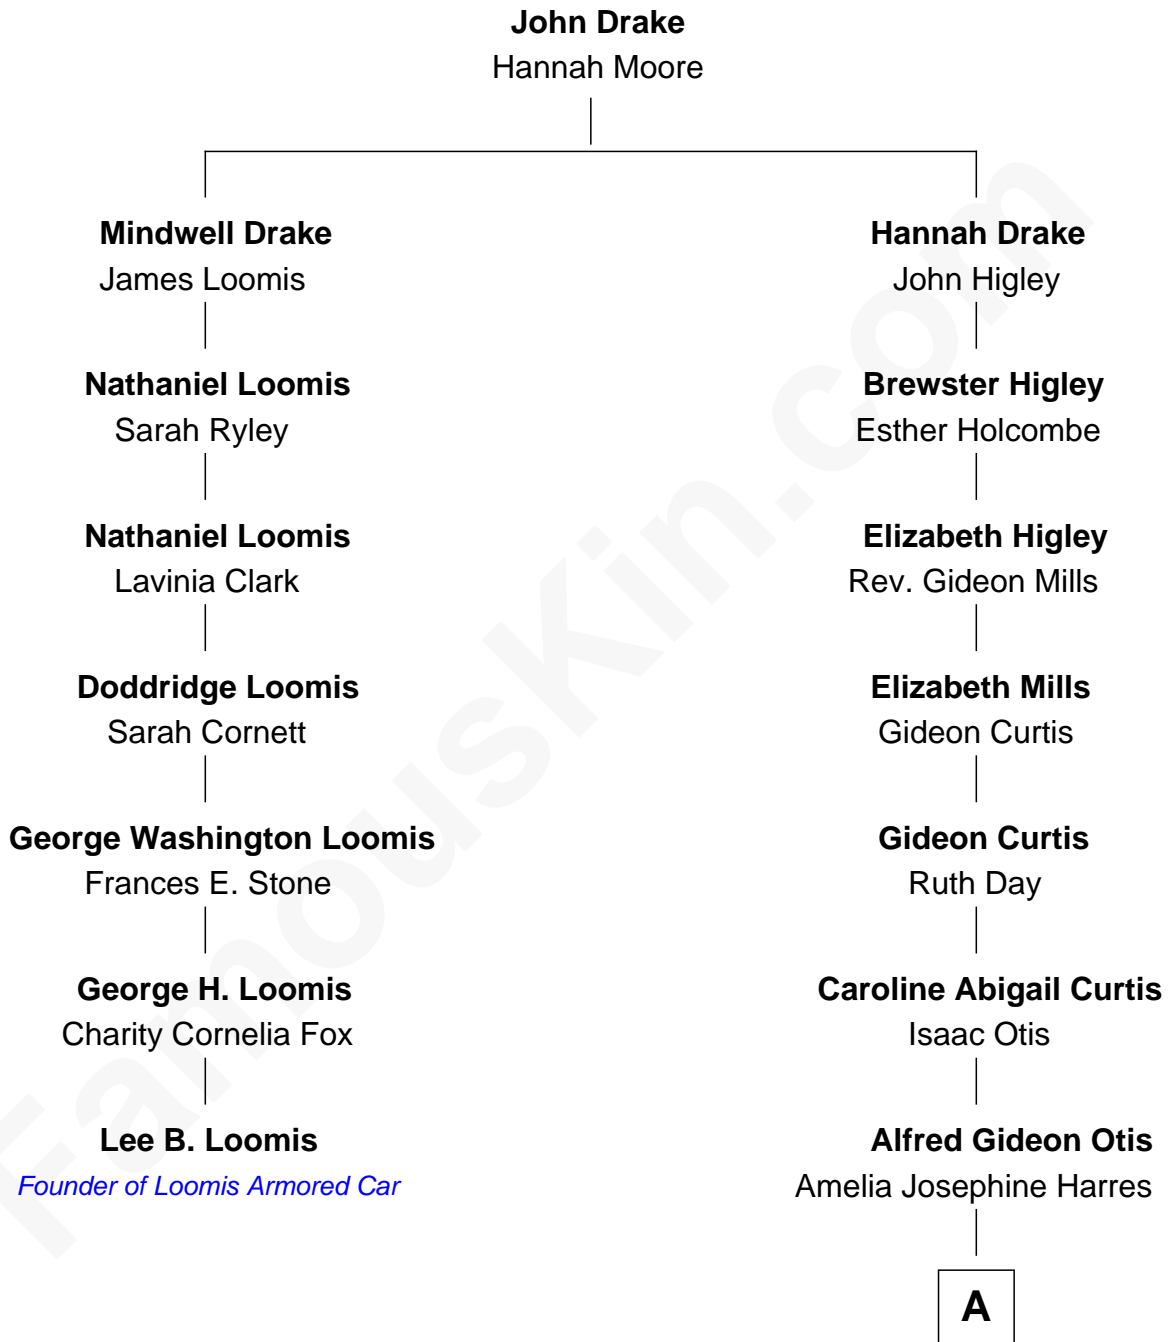 John Drake
Hannah Moore
Mindwell Drake
James Loomis
Hannah Drake
John Higley
Nathaniel Loomis
Sarah Ryley
Brewster Higley
Esther Holcombe
Nathaniel Loomis
Lavinia Clark
Elizabeth Higley
Rev. Gideon Mills
Doddridge Loomis
Sarah Cornett
Elizabeth Mills
Gideon Curtis
George Washington Loomis
Frances E. Stone
Gideon Curtis
Ruth Day
George H. Loomis
Charity Cornelia Fox
Caroline Abigail Curtis
Isaac Otis
Lee B. Loomis
Founder of Loomis Armored Car
Alfred Gideon Otis
Amelia Josephine Harres
A
FamousKin.com